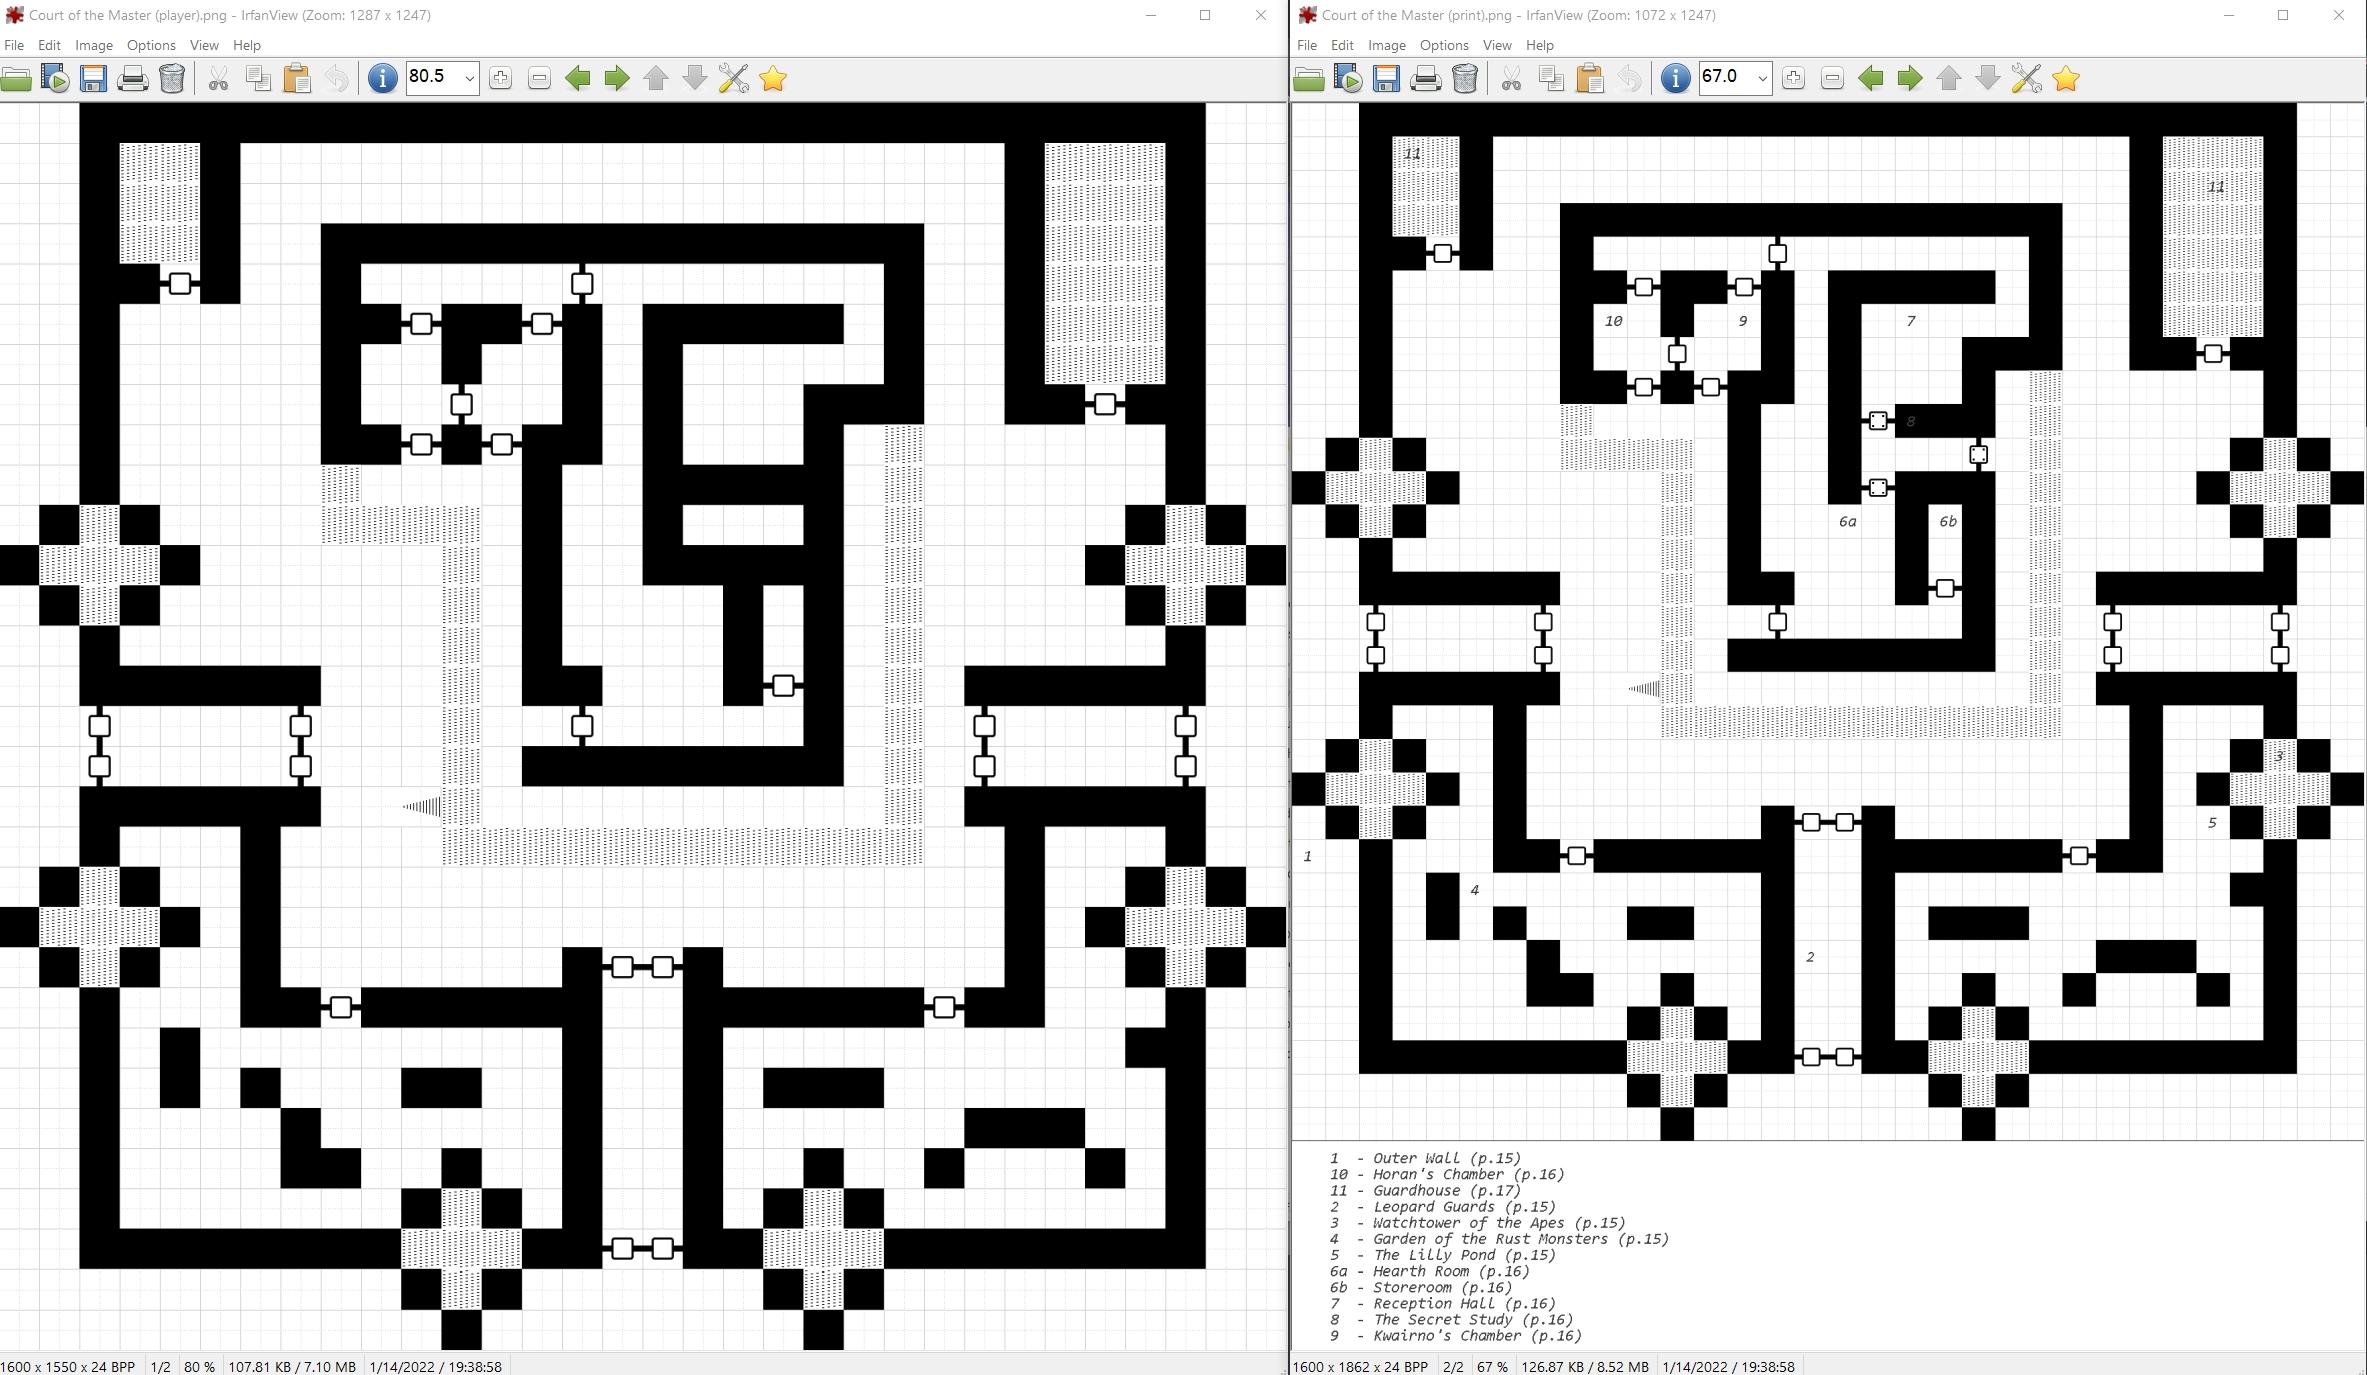 Court of the Master (player).png - IrfanView (Zoom: 1287 x 1247)
File Edit Image Options View Help
80.5
1600 x 1550 x 24 BPP 1/2 80 % 107.81 KB / 7.10 MB 1/14/2022 / 19:38:58
Court of the Master (print).png - IrfanView (Zoom: 1072 x 1247)
File Edit Image Options View Help
67.0
11
11
10 9 7
8
6a 6b
3
5
1
4
2
1 - Outer Wall (p.15)
10 - Horan's Chamber (p.16)
11 - Guardhouse (p.17)
2 - Leopard Guards (p.15)
3 - Watchtower of the Apes (p.15)
4 - Garden of the Rust Monsters (p.15)
5 - The Lilly Pond (p.15)
6a - Hearth Room (p.16)
6b - Storeroom (p.16)
7 - Reception Hall (p.16)
8 - The Secret Study (p.16)
9 - Kwairno's Chamber (p.16)
1600 x 1862 x 24 BPP 2/2 67 % 126.87 KB / 8.52 MB 1/14/2022 / 19:38:58